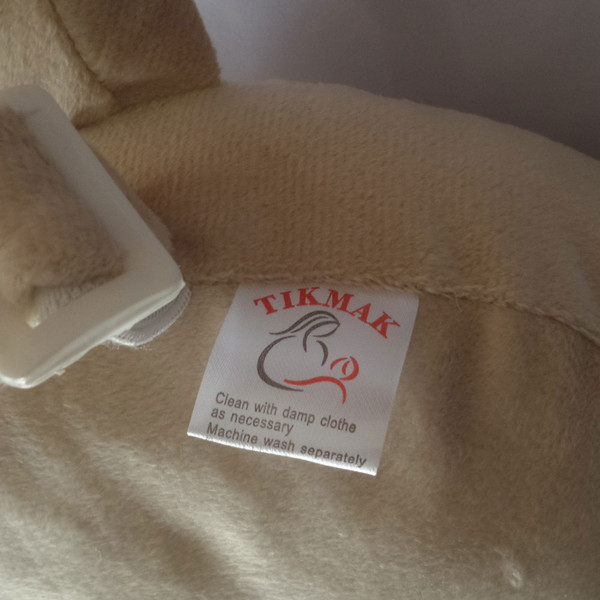 TIKMAK
Clean with damp clothe
as necessary
Machine wash separately